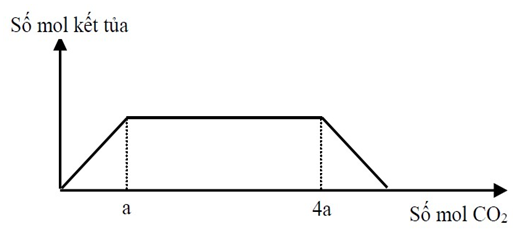 Số mol kết tủa
a
4a
Số mol CO₂